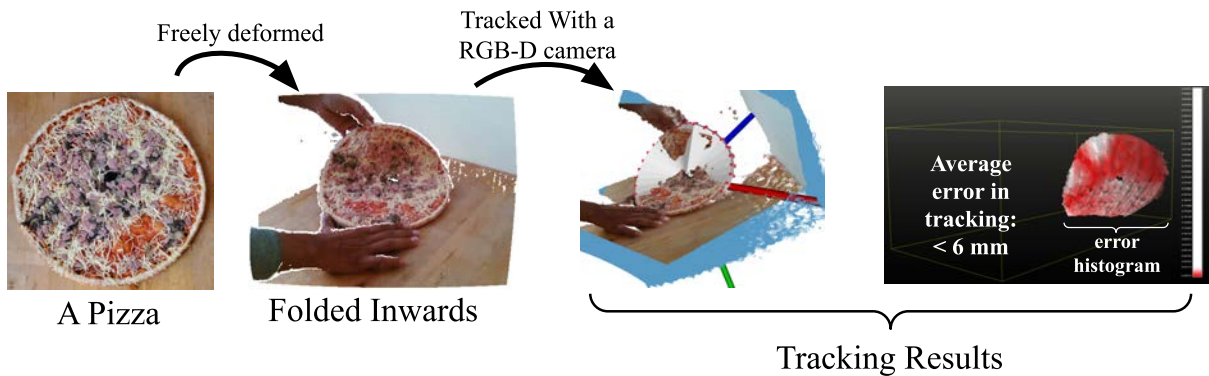 Freely deformed
Tracked With a
RGB-D camera
Average
error in
tracking:
< 6 mm
error
histogram
A Pizza
Folded Inwards
Tracking Results